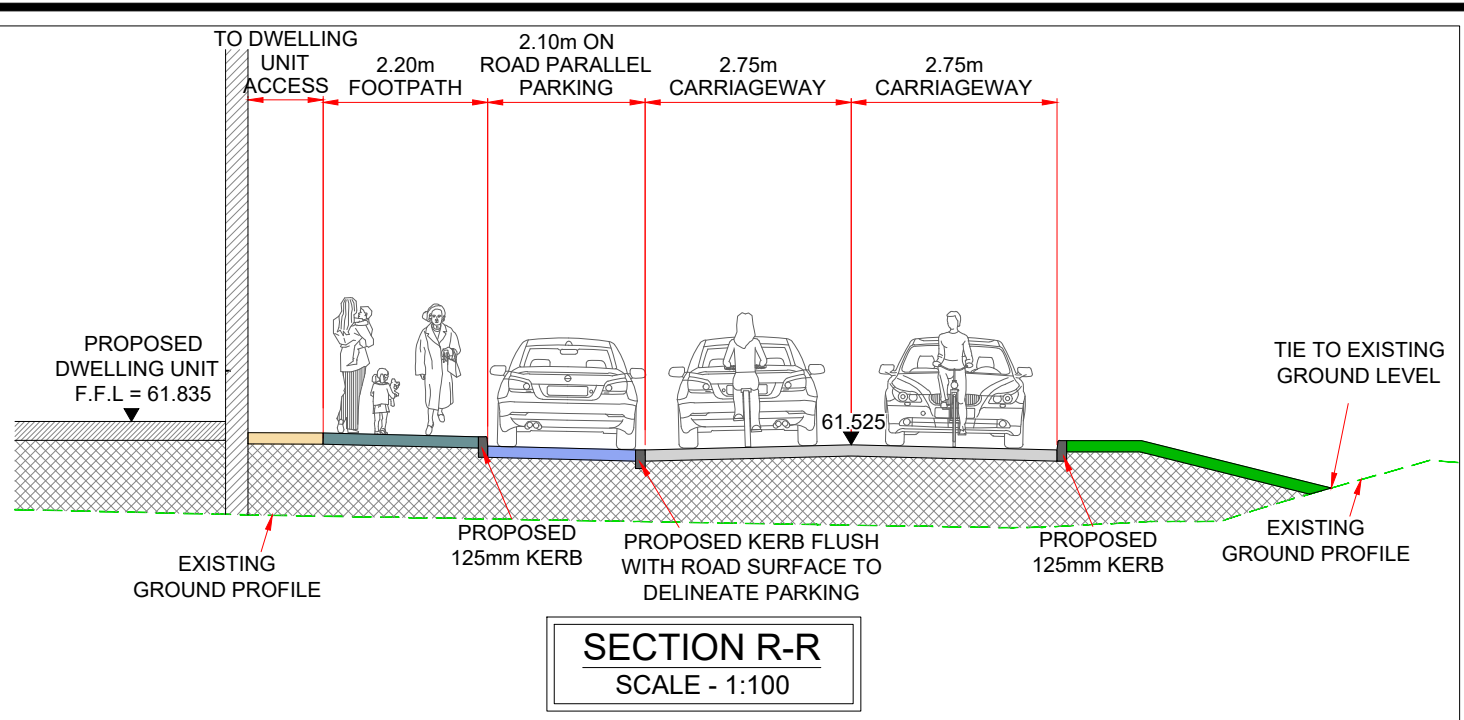 TO DWELLING
UNIT
ACCESS
2.20m
FOOTPATH
2.10m ON
ROAD PARALLEL
PARKING
2.75m
CARRIAGEWAY
2.75m
CARRIAGEWAY
PROPOSED
DWELLING UNIT
F.F.L = 61.835
61.525
TIE TO EXISTING
GROUND LEVEL
EXISTING
GROUND PROFILE
PROPOSED
125mm KERB
PROPOSED KERB FLUSH
WITH ROAD SURFACE TO
DELINEATE PARKING
PROPOSED
125mm KERB
EXISTING
GROUND PROFILE
SECTION R-R
SCALE - 1:100